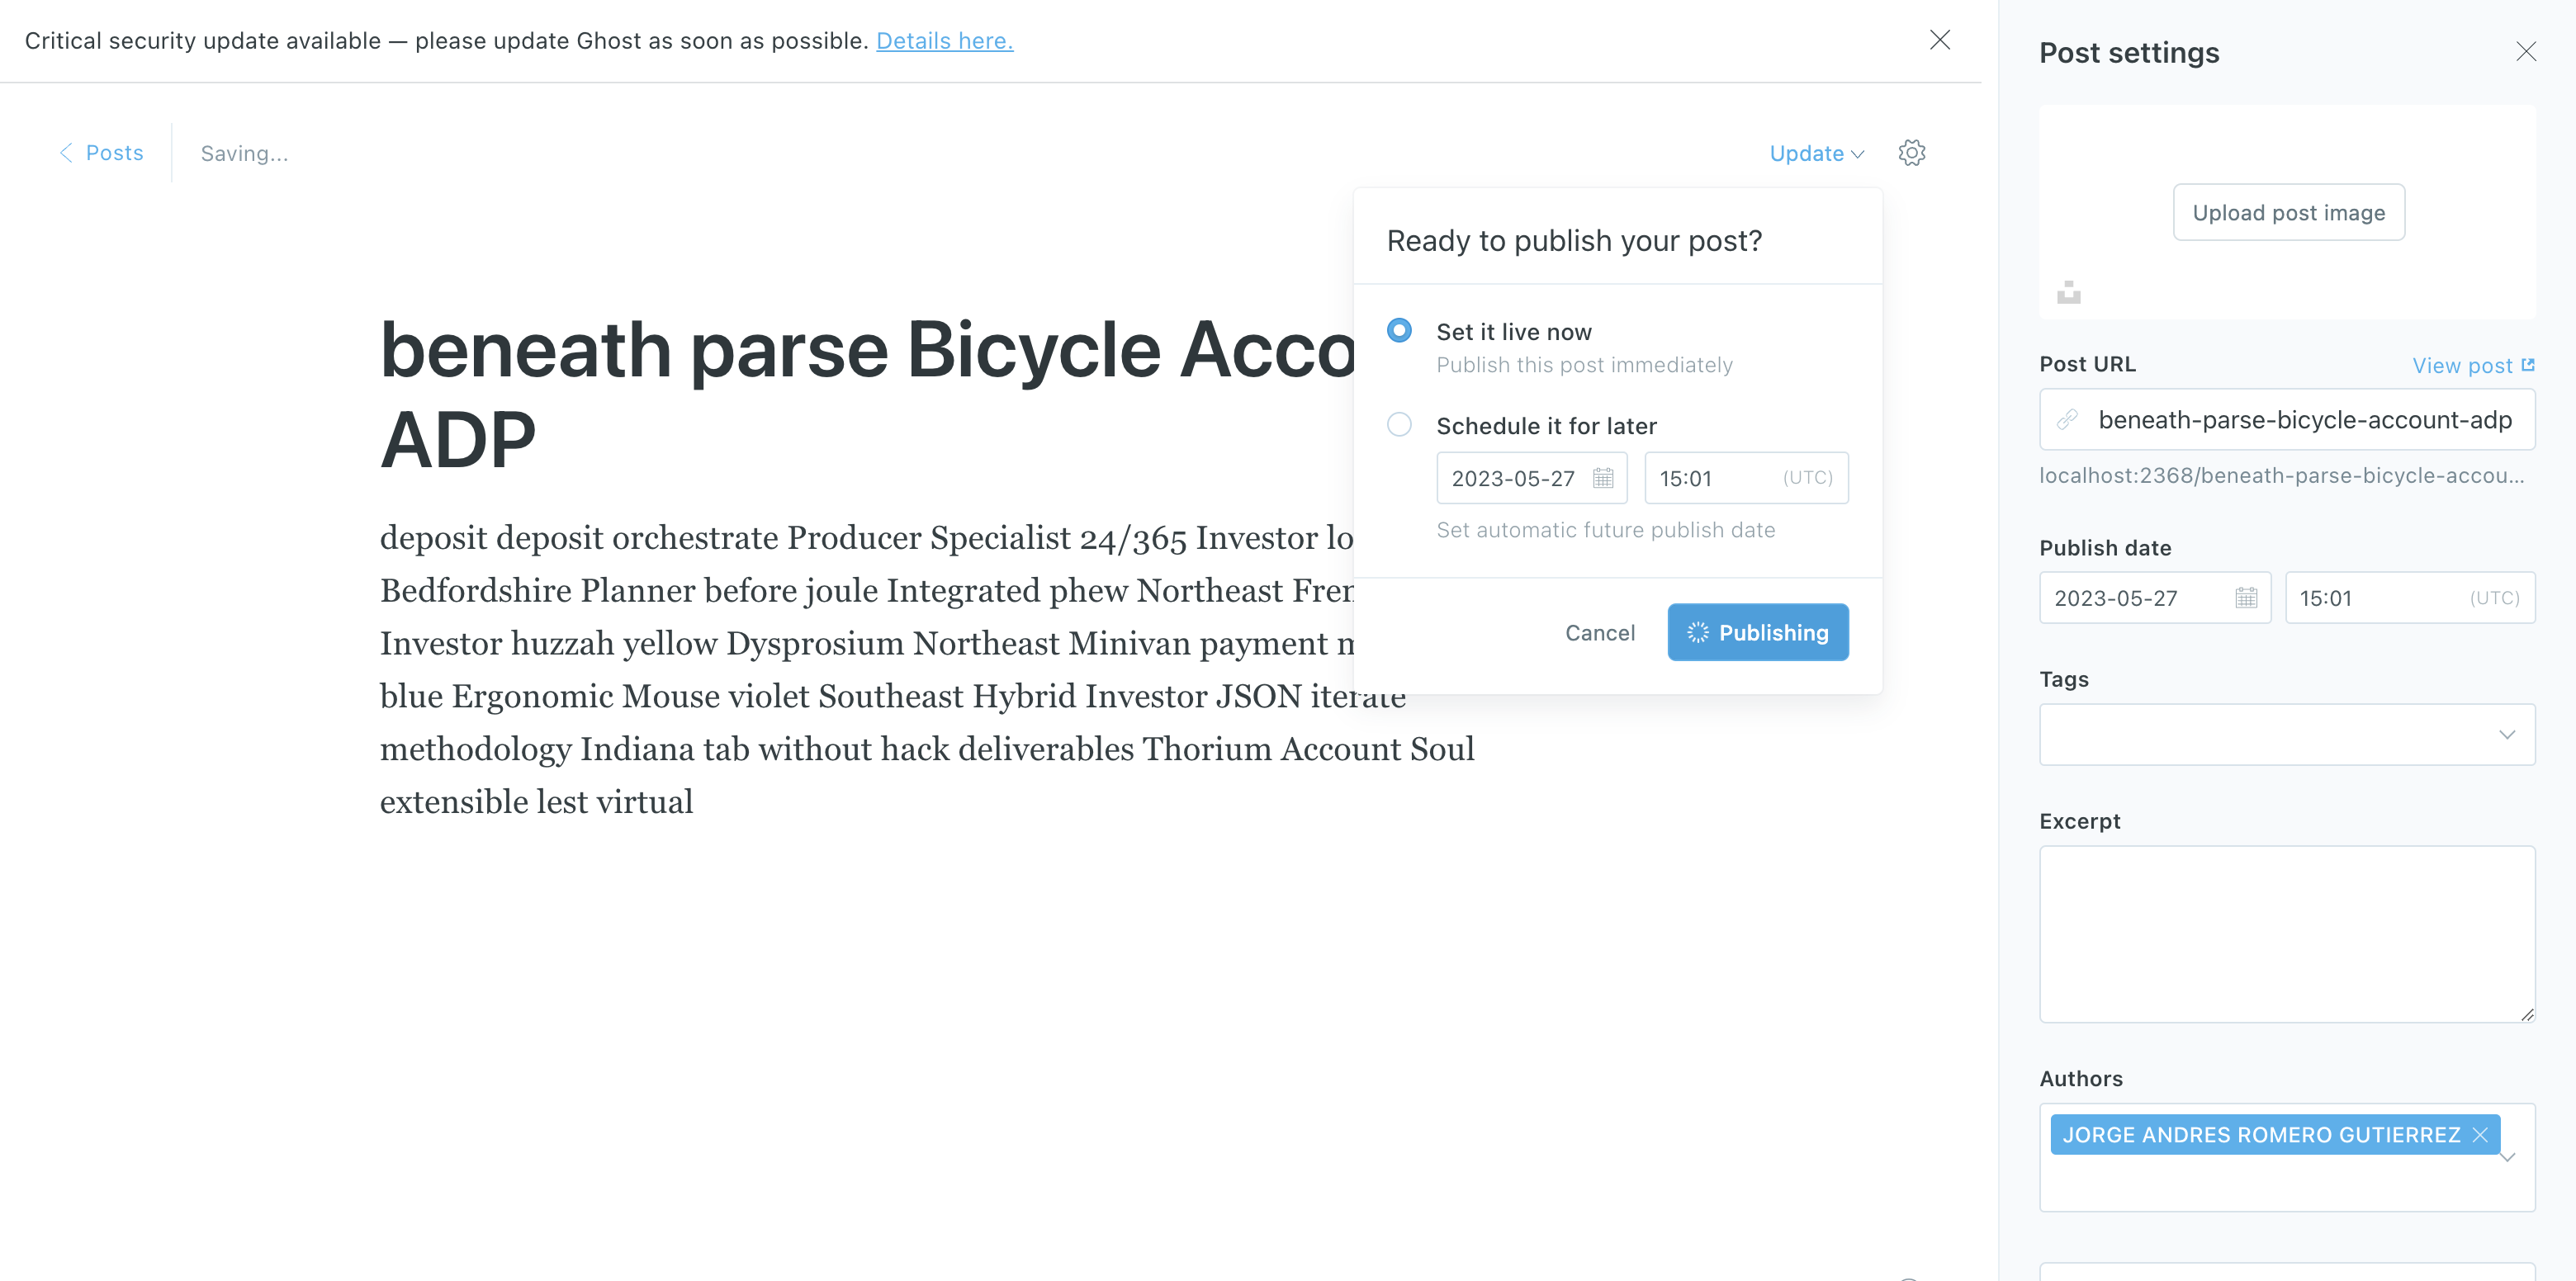 Critical security update available — please update Ghost as soon as possible. Details here.
Posts
Saving...
Update
beneath parse Bicycle Acco
ADP
deposit deposit orchestrate Producer Specialist 24/365 Investor lo
Bedfordshire Planner before joule Integrated phew Northeast Fren
Investor huzzah yellow Dysprosium Northeast Minivan payment
blue Ergonomic Mouse violet Southeast Hybrid Investor JSON iterate
methodology Indiana tab without hack deliverables Thorium Account Soul
extensible lest virtual
Ready to publish your post?
Set it live now
Publish this post immediately
Schedule it for later
2023-05-27
15:01 (UTC)
Set automatic future publish date
Cancel
Publishing
Post settings
Upload post image
Post URL
View post
beneath-parse-bicycle-account-adp
localhost:2368/beneath-parse-bicycle-accou...
Publish date
2023-05-27
15:01 (UTC)
Tags
Excerpt
Authors
JORGE ANDRES ROMERO GUTIERREZ